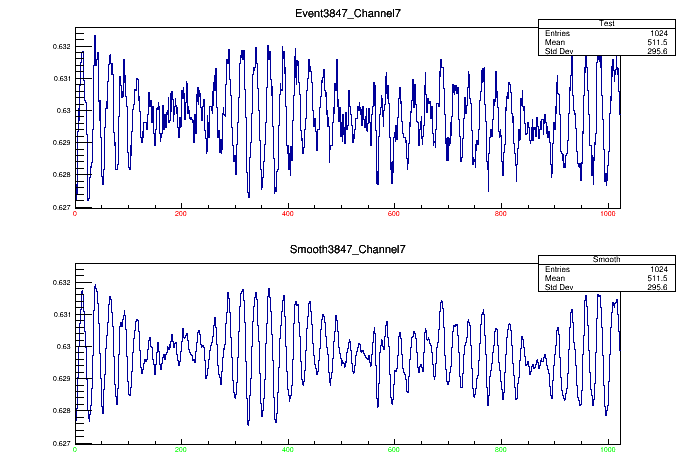 Event3847_Channel7
Test
Entries 1024
Mean 511.5
Std Dev 295.6
0.632
0.631
0.63
0.629
0.628
0.627
0 200 400 600 800 1000
Smooth3847_Channel7
Smooth
Entries 1024
Mean 511.5
Std Dev 295.6
0.632
0.631
0.63
0.629
0.628
0.627
0 200 400 600 800 1000